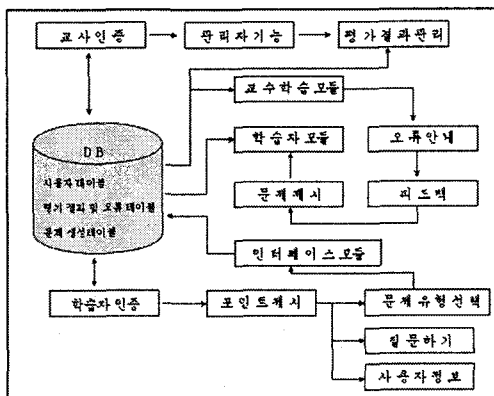 교사인증
관리자기능
평가결과관리
교수학습모듈
DB
학습자모듈
오류안내
사용자테이블
평가 결과 및 오류테이블
문제 생성테이블
문제제시
피드백
인터페이스모듈
학습자인증
포인트제시
문제유형선택
질문하기
사용자정보